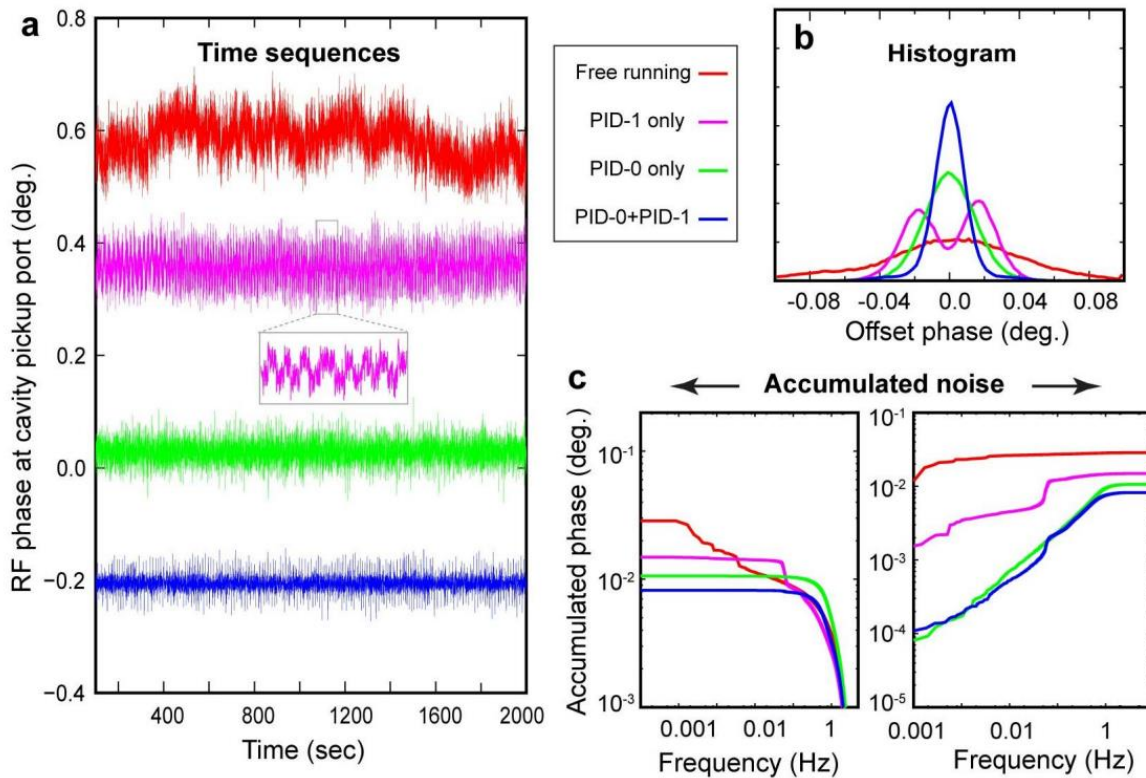 a
Time sequences
0.8
0.6
0.4
0.2
0.0
−0.2
−0.4
400
800
1200
1600
2000
Time (sec)
RF phase at cavity pickup port (deg.)
Free running
PID-1 only
PID-0 only
PID-0+PID-1
b
Histogram
-0.08
-0.04
0.0
0.04
0.08
Offset phase (deg.)
c
Accumulated noise
Accumulated phase (deg.)
10-1
10-2
10-3
0.001
0.01
0.1
1
Frequency (Hz)
10-1
10-2
10-3
10-4
10-5
0.001
0.01
0.1
1
Frequency (Hz)